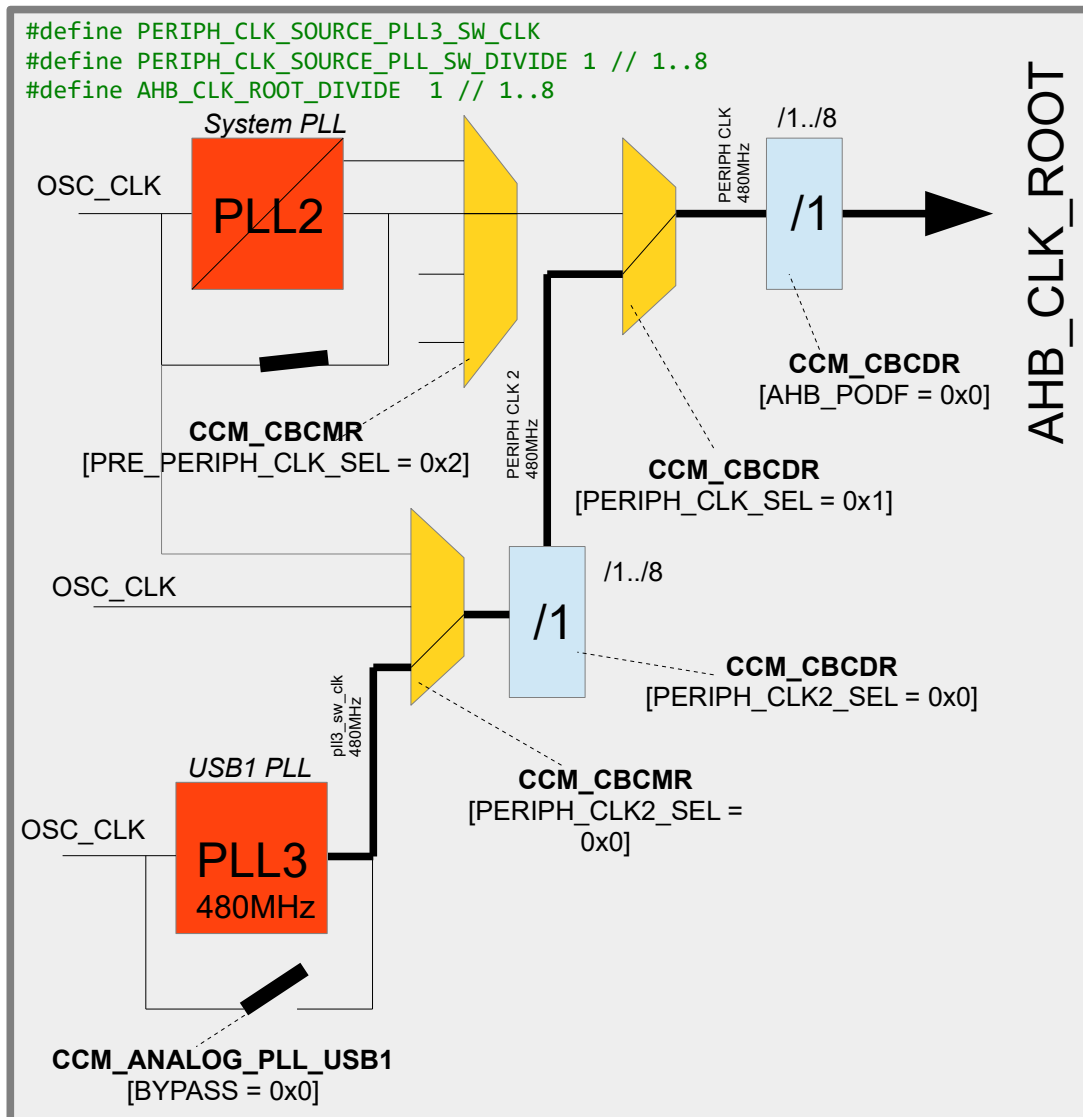 #define PERIPH_CLK_SOURCE_PLL3_SW_CLK
#define PERIPH_CLK_SOURCE_PLL_SW_DIVIDE 1 // 1..8
#define AHB_CLK_ROOT_DIVIDE  1 // 1..8
System PLL
OSC_CLK
PLL2
PERIPH CLK
480MHz
/1../8
/1
AHB_CLK_ROOT
CCM_CBCDR
[AHB_PODF = 0x0]
CCM_CBCMR
[PRE_PERIPH_CLK_SEL = 0x2]
PERIPH CLK 2
480MHz
CCM_CBCDR
[PERIPH_CLK_SEL = 0x1]
OSC_CLK
/1../8
/1
CCM_CBCDR
[PERIPH_CLK2_SEL = 0x0]
pll3_sw_clk
480MHz
CCM_CBCMR
[PERIPH_CLK2_SEL =
0x0]
USB1 PLL
OSC_CLK
PLL3
480MHz
CCM_ANALOG_PLL_USB1
[BYPASS = 0x0]